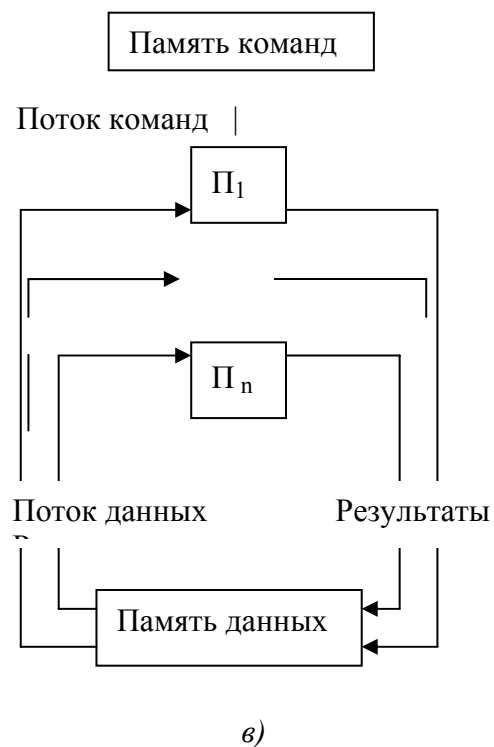 Память команд
Поток команд |
П1
П n
Поток данных Результаты
Память данных
в)